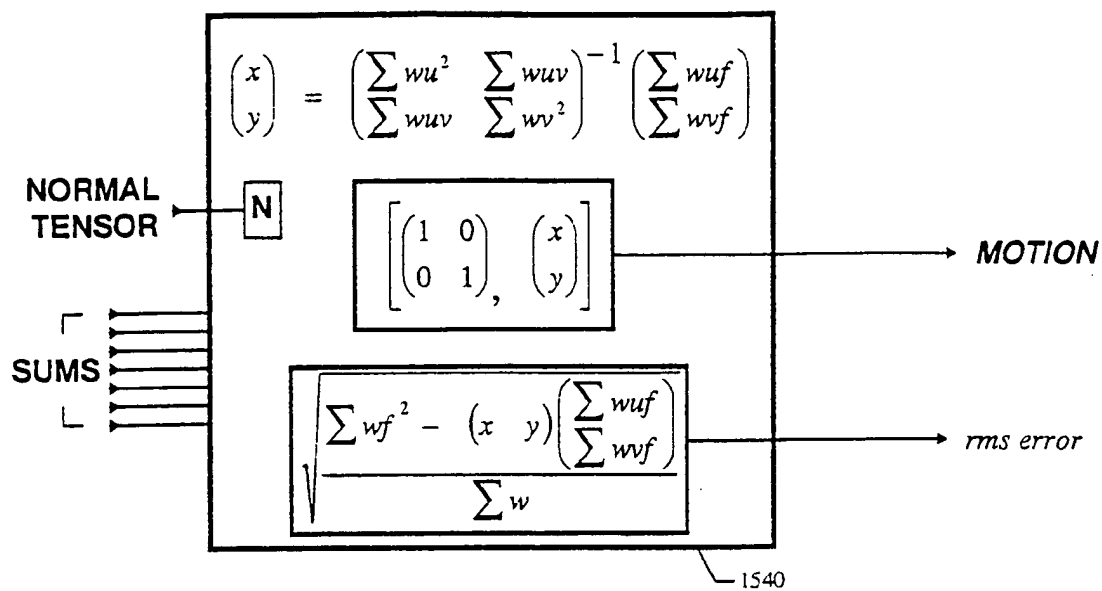 (x y) = (∑ wu² ∑ wuv ∑ wuv ∑ wv²)⁻¹ (∑ wuf ∑ wvf)
NORMAL
TENSOR
N
[(1 0 0 1), (x y)]
MOTION
SUMS
√((∑ wf² − (x y)(∑ wuf ∑ wvf)) / ∑ w)
rms error
1540